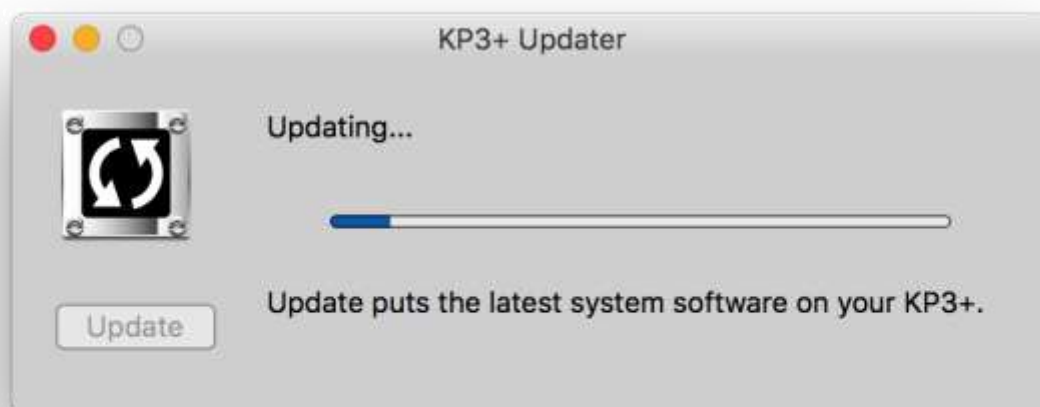 KP3+ Updater
Updating...
Update puts the latest system software on your KP3+.
Update